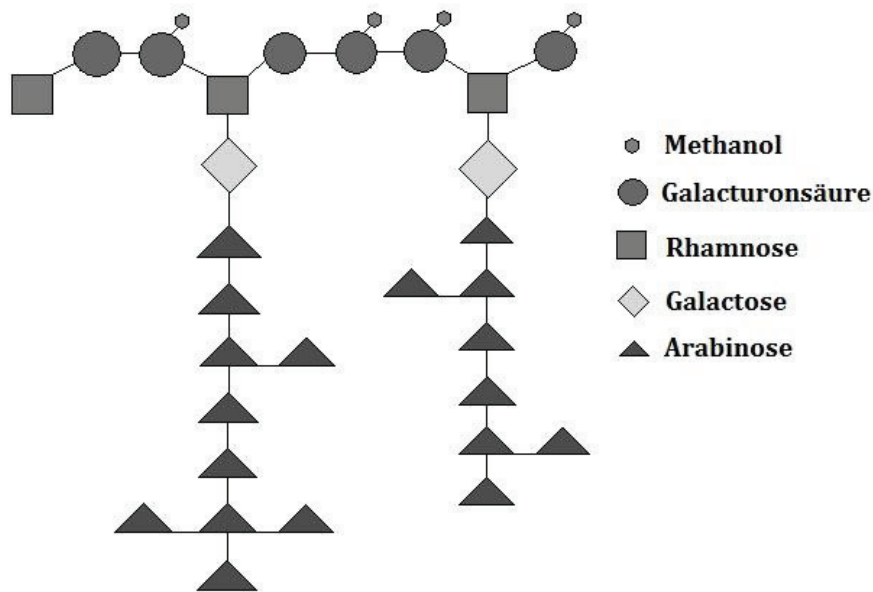 Methanol
Galacturonsäure
Rhamnose
Galactose
Arabinose